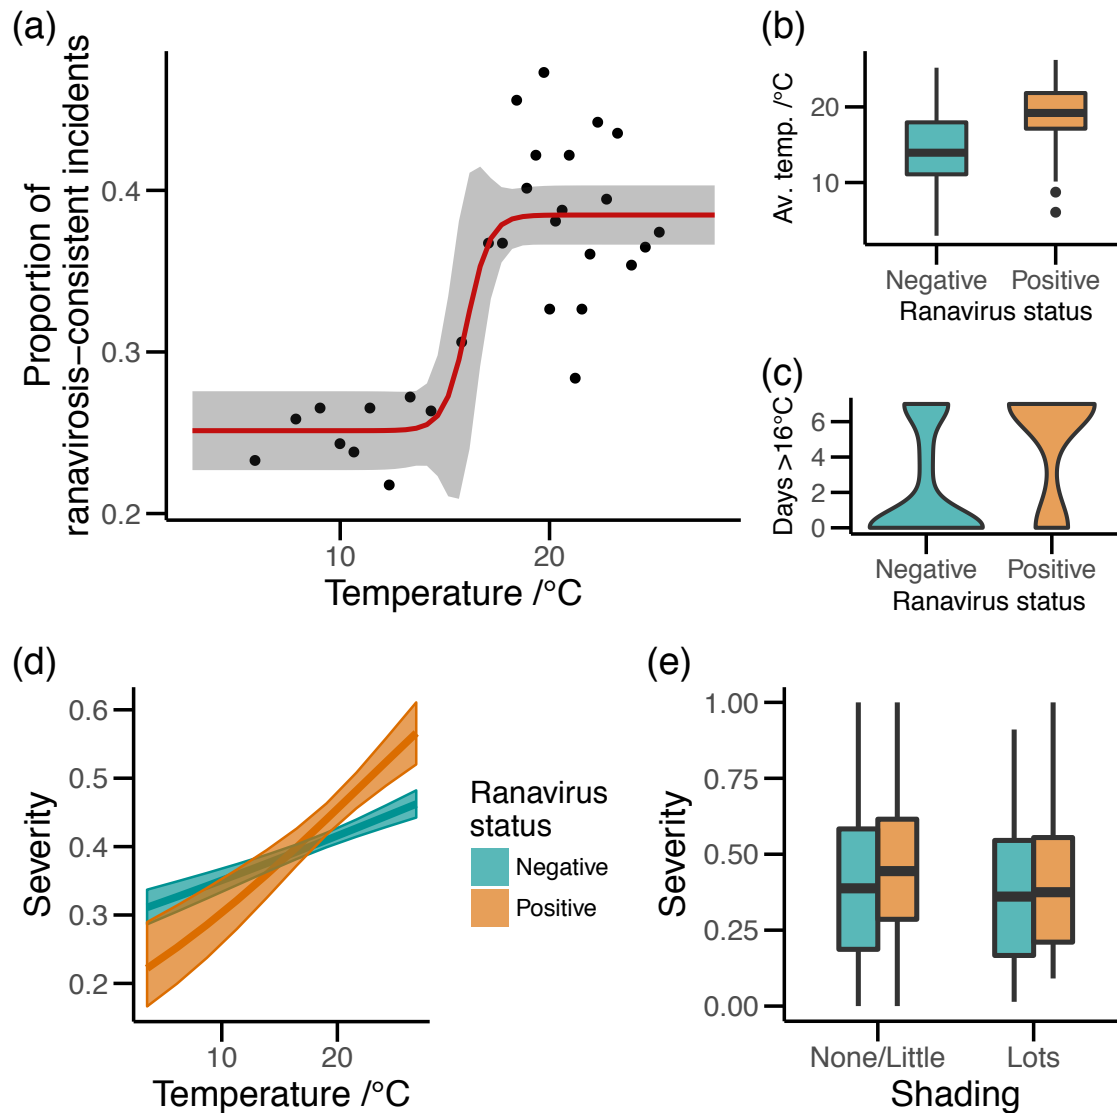 (a)
Proportion of
ranavirosis−consistent incidents
0.4
0.3
0.2
10
20
Temperature /°C
(b)
Av. temp. /°C
20
10
Negative
Positive
Ranavirus status
(c)
Days >16°C
6
4
2
0
Negative
Positive
Ranavirus status
(d)
Severity
0.6
0.5
0.4
0.3
0.2
10
20
Temperature /°C
Ranavirus
status
Negative
Positive
(e)
Severity
1.00
0.75
0.50
0.25
0.00
None/Little
Lots
Shading